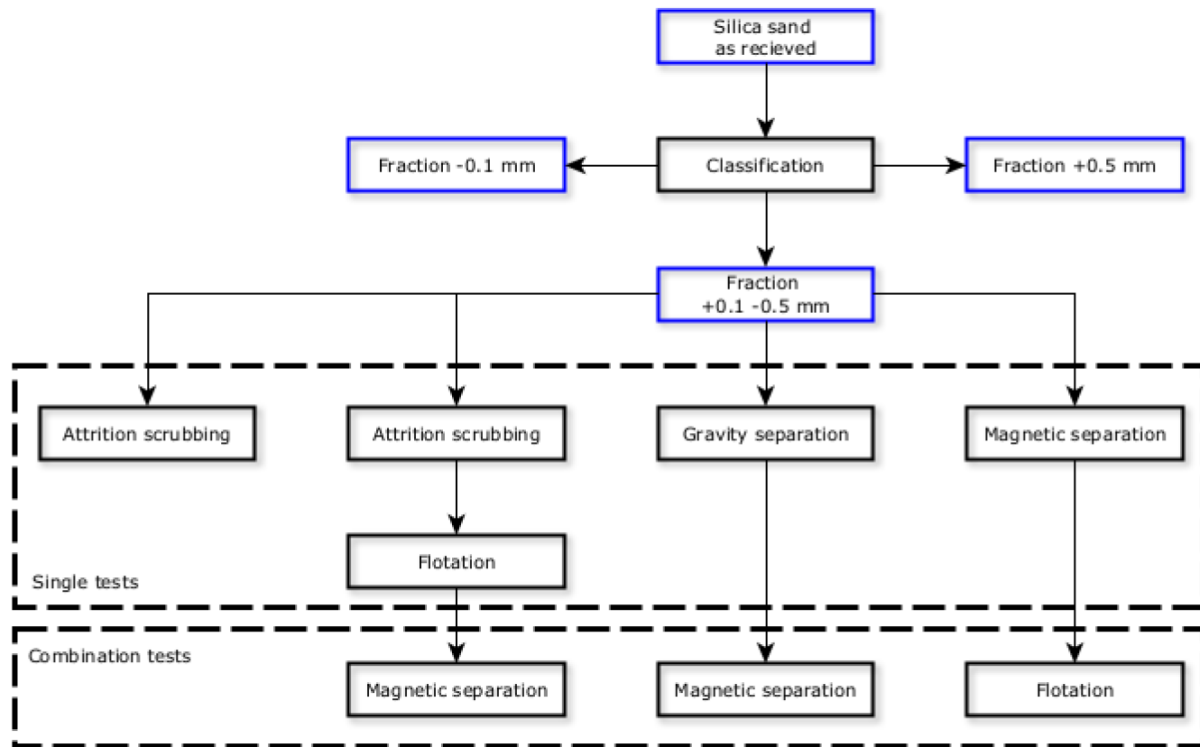 Silica sand
as recieved
Fraction -0.1 mm
Classification
Fraction +0.5 mm
Fraction
+0.1 -0.5 mm
Attrition scrubbing
Attrition scrubbing
Gravity separation
Magnetic separation
Flotation
Single tests
Combination tests
Magnetic separation
Magnetic separation
Flotation